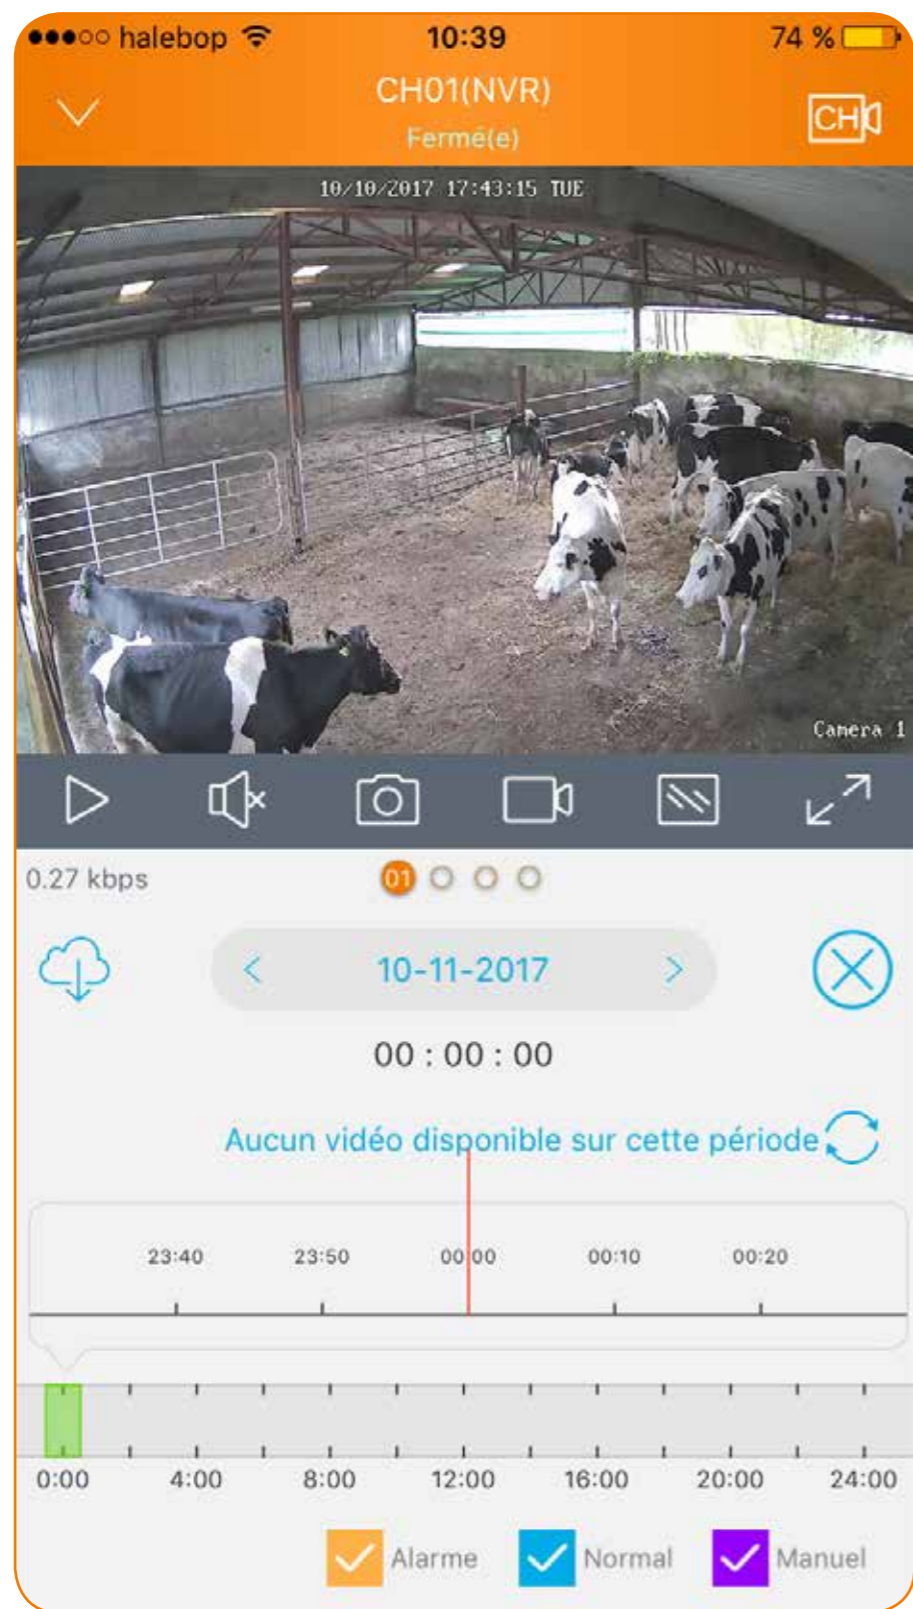 halebop 10:39 74 %
CH01(NVR)
CH
Fermé(e)
10/10/2017 17:43:15 TUE
Camera 1
0.27 kbps 01
10-11-2017
00 : 00 : 00
Aucun vidéo disponible sur cette période
23:40 23:50 00:00 00:10 00:20
0:00 4:00 8:00 12:00 16:00 20:00 24:00
Alarme Normal Manuel